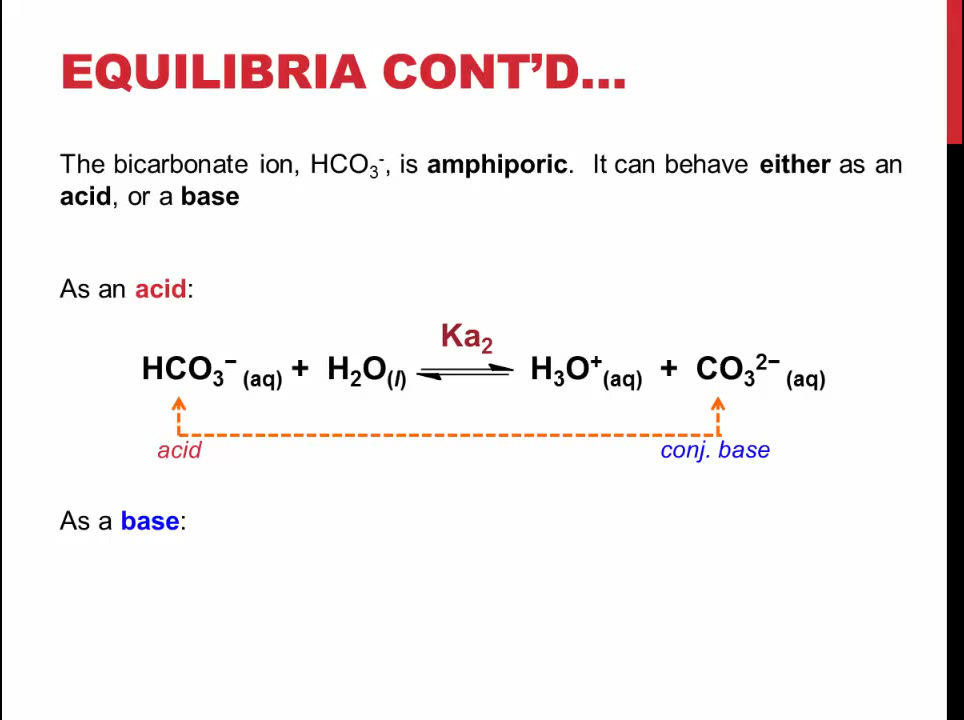 EQUILIBRIA CONT’D…
The bicarbonate ion, HCO₃⁻, is amphiporic. It can behave either as an
acid, or a base
As an acid:
Ka₂
HCO₃⁻ (aq) + H₂O(l) ⇌ H₃O⁺(aq) + CO₃²⁻ (aq)
acid conj. base
As a base: